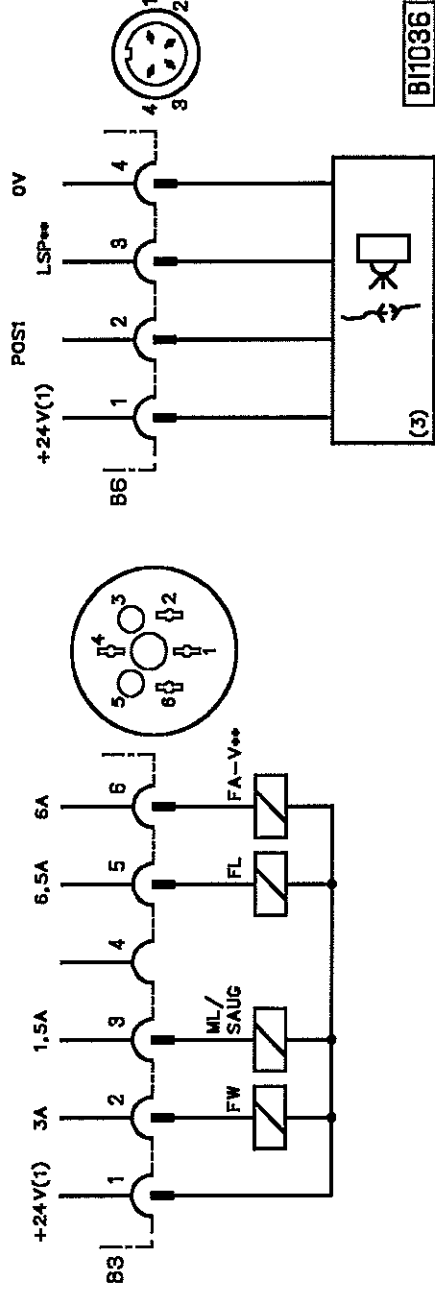 +24V(1)
3A
1,5A
6,5A
6A
B3
1
2
3
4
5
6
FW
ML/
SAUG
FL
FA-V**
5
4
3
6
1
2
+24V(1)
POS1
LSP**
0V
B6
1
2
3
4
4
1
3
2
(3)
BI1036